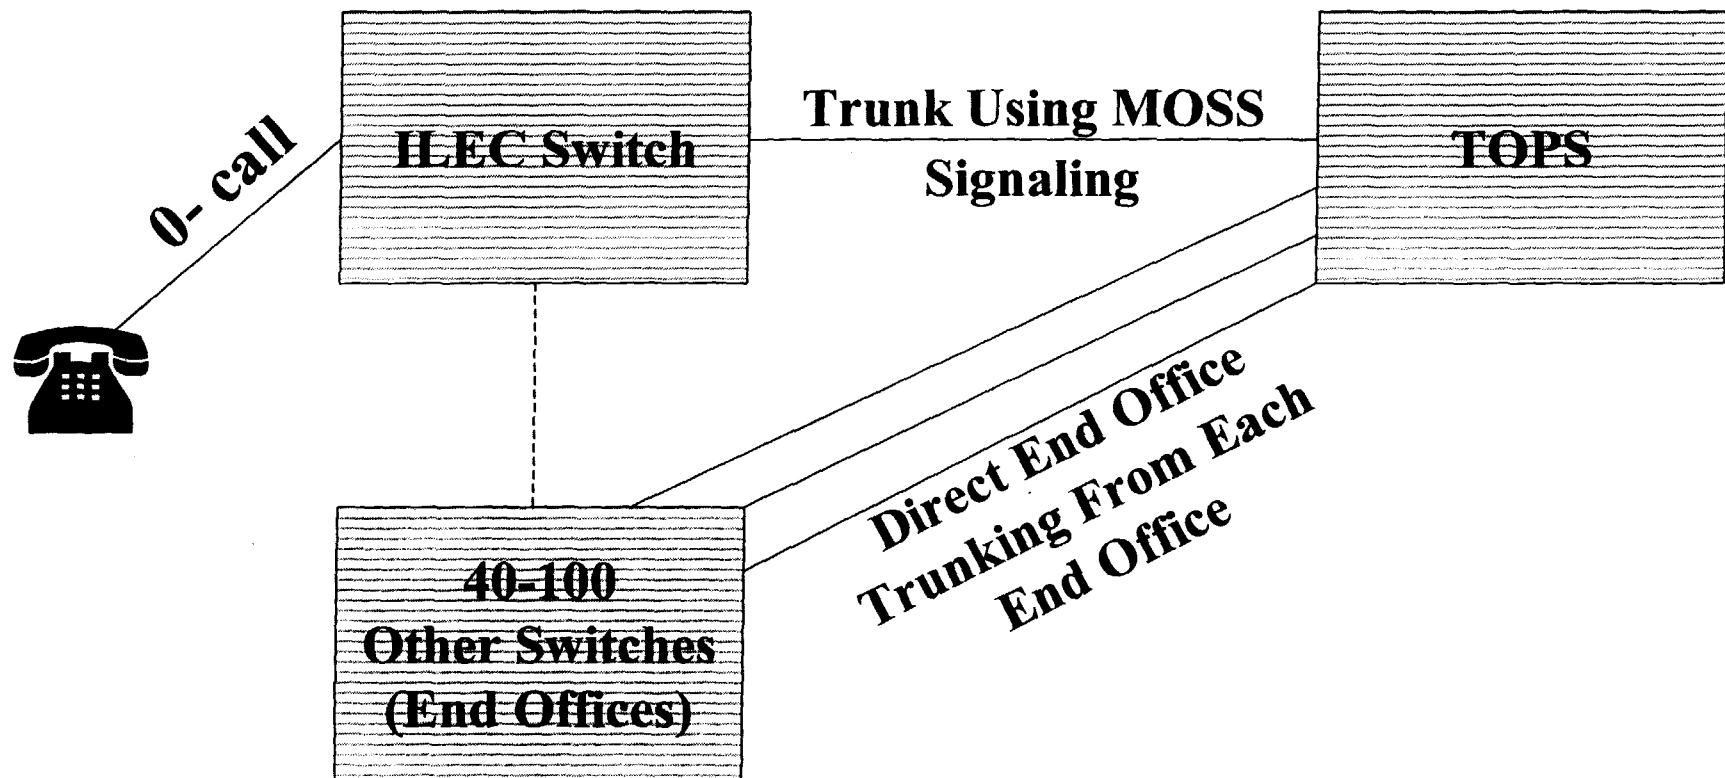 0- call
ILEC Switch
Trunk Using MOSS
Signaling
TOPS
Direct End Office
Trunking From Each
End Office
40-100
Other Switches
(End Offices)